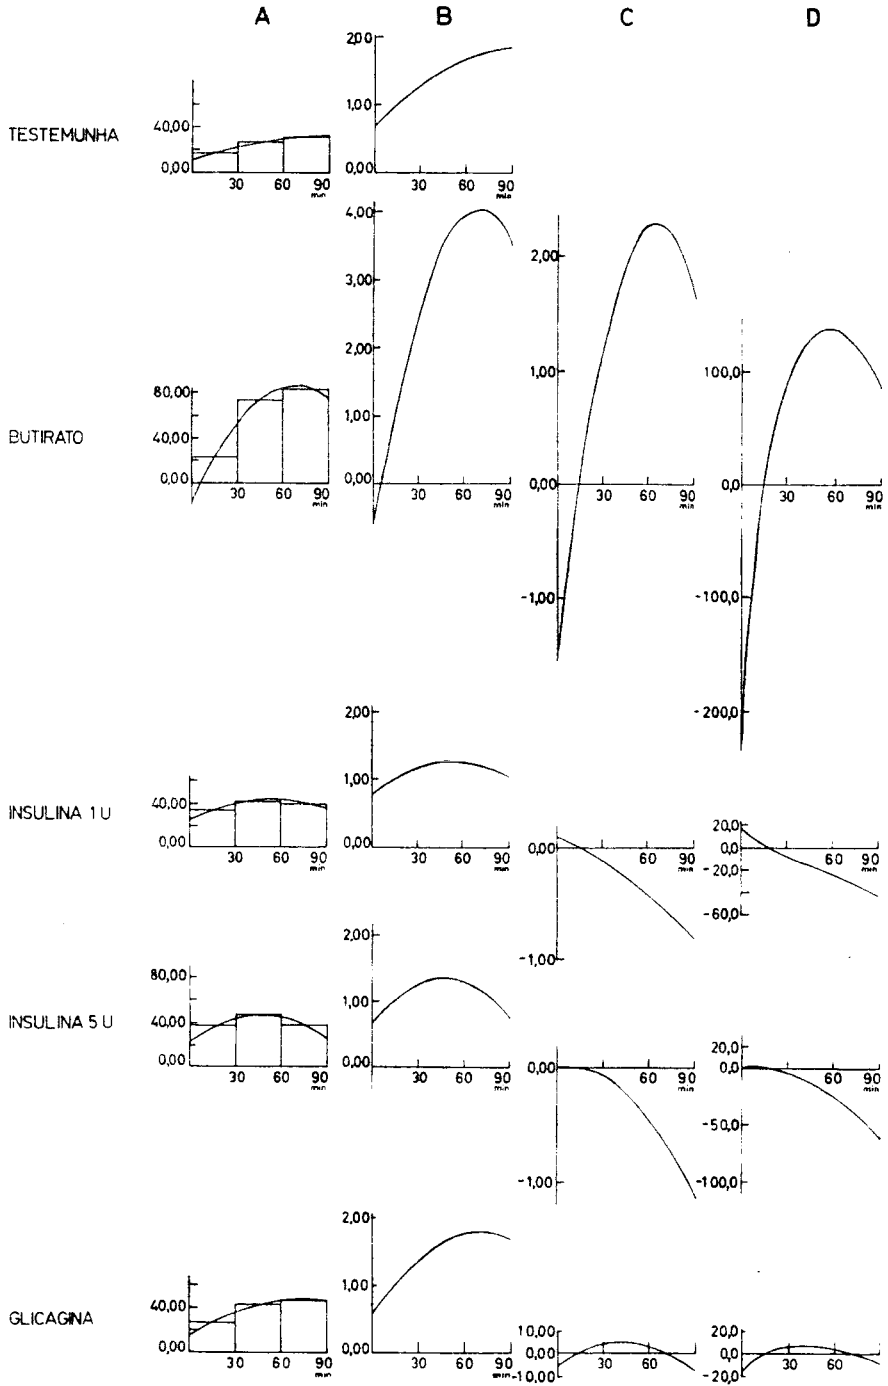 A B C D
TESTEMUNHA
40,00
0,00
30 60 90
min
2,00
1,00
0,00
30 60 90
min
BUTIRATO
80,00
40,00
0,00
30 60 90
min
4,00
3,00
2,00
1,00
0,00
30 60 90
min
2,00
1,00
0,00
-1,00
30 60 90
min
100,0
0,0
-100,0
-200,0
30 60 90
min
INSULINA 1 U
40,00
0,00
30 60 90
min
2,00
1,00
0,00
30 60 90
min
0,00
-1,00
60 90
min
20,0
0,0
-20,0
-60,0
60 90
min
INSULINA 5 U
80,00
40,00
0,00
30 60 90
min
2,00
1,00
0,00
30 60 90
min
0,00
-1,00
60 90
min
20,0
0,0
-50,0
-100,0
60 90
min
GLICAGINA
40,00
0,00
30 60 90
min
2,00
1,00
0,00
30 60 90
min
10,00
0,00
-10,00
30 60 90
min
20,0
0,0
-20,0
30 60 90
min